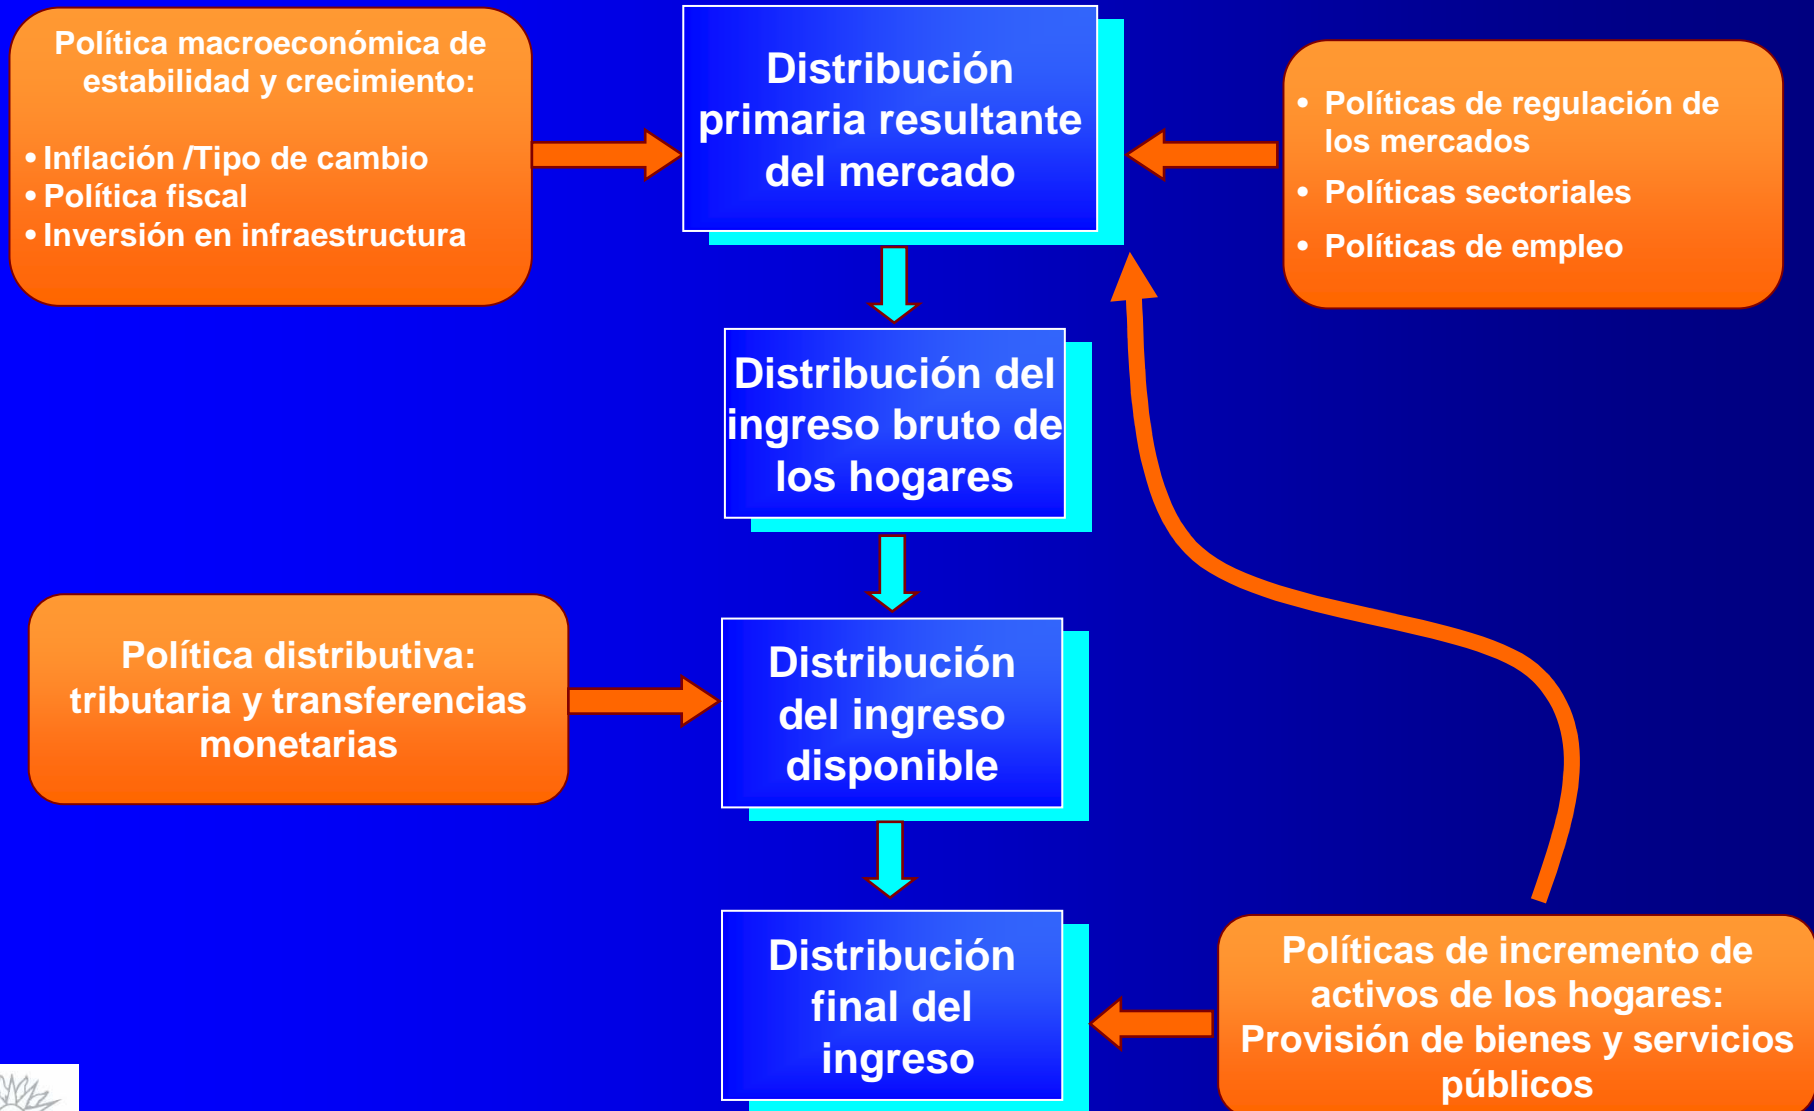 Política macroeconómica de
estabilidad y crecimiento:
• Inflación /Tipo de cambio
• Política fiscal
• Inversión en infraestructura
Distribución
primaria resultante
del mercado
• Políticas de regulación de
los mercados
• Políticas sectoriales
• Políticas de empleo
Distribución del
ingreso bruto de
los hogares
Política distributiva:
tributaria y transferencias
monetarias
Distribución
del ingreso
disponible
Distribución
final del
ingreso
Políticas de incremento de
activos de los hogares:
Provisión de bienes y servicios
públicos